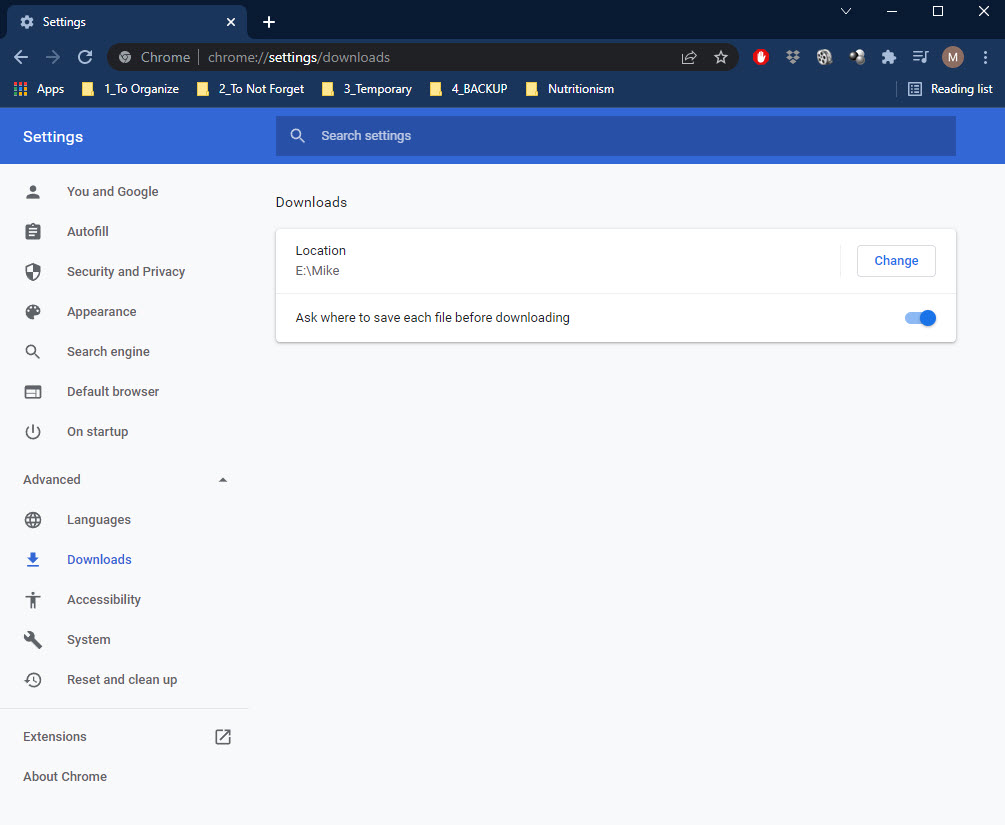 Settings
Chrome | chrome://settings/downloads
M
Apps 1_To Organize 2_To Not Forget 3_Temporary 4_BACKUP Nutritionism Reading list
Settings
Search settings
You and Google
Autofill
Security and Privacy
Appearance
Search engine
Default browser
On startup
Advanced
Languages
Downloads
Accessibility
System
Reset and clean up
Extensions
About Chrome
Downloads
Location
E:\Mike
Change
Ask where to save each file before downloading